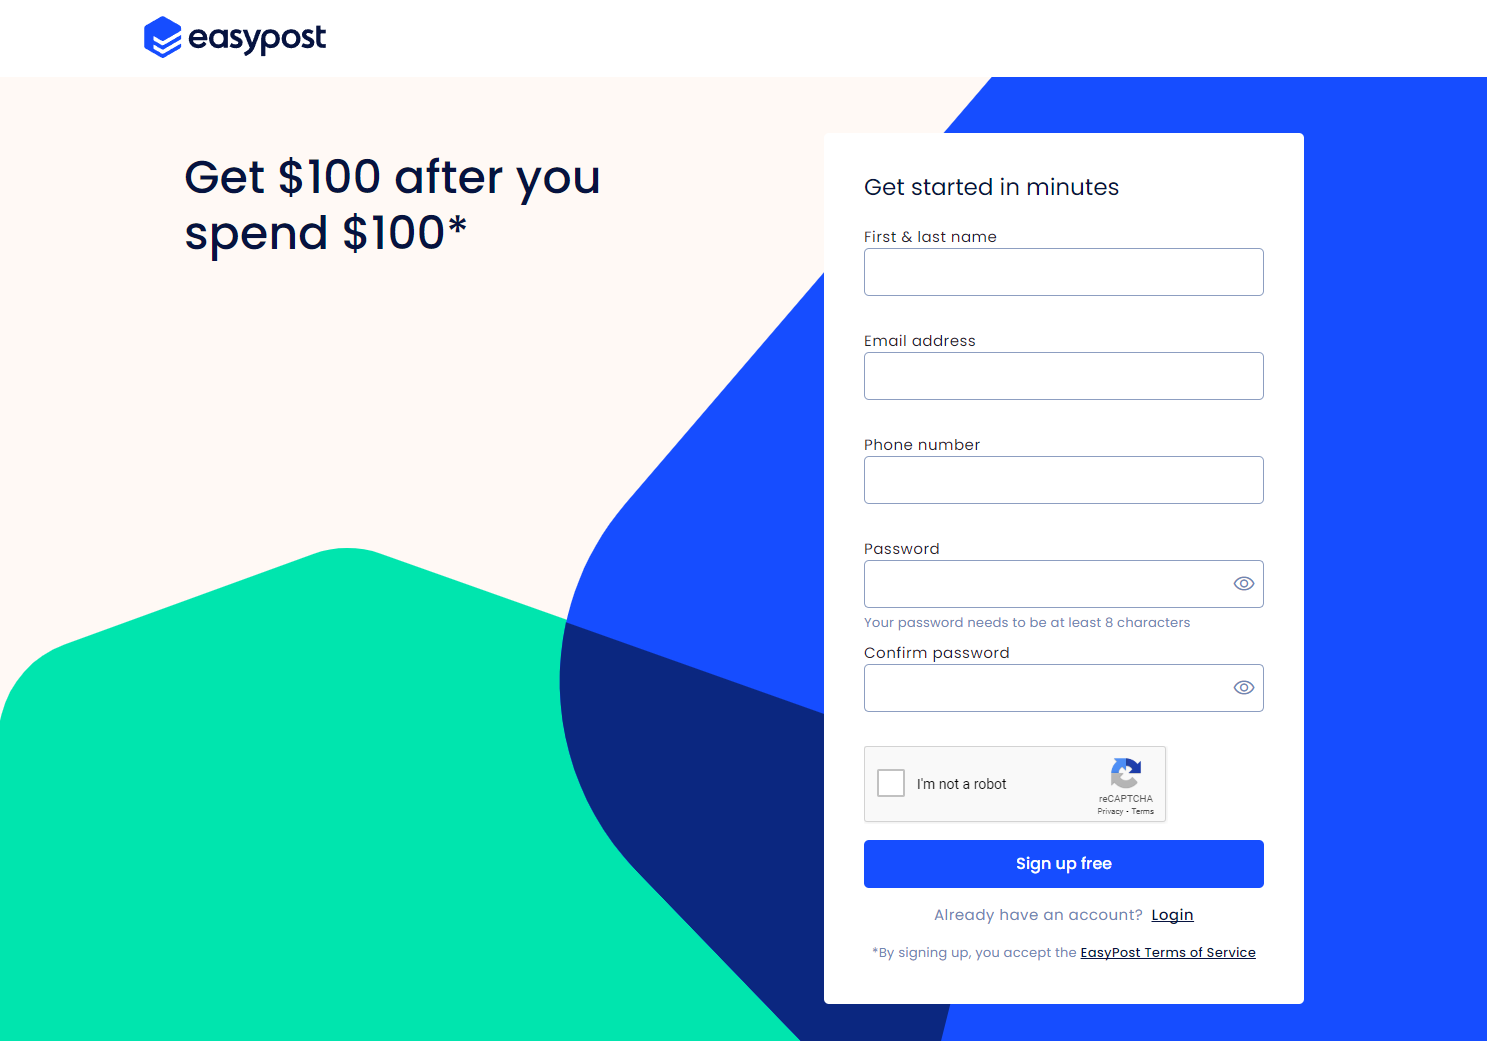 easypost
Get $100 after you
spend $100*
Get started in minutes
First & last name
Email address
Phone number
Password
Your password needs to be at least 8 characters
Confirm password
I'm not a robot
reCAPTCHA
Privacy - Terms
Sign up free
Already have an account? Login
*By signing up, you accept the EasyPost Terms of Service